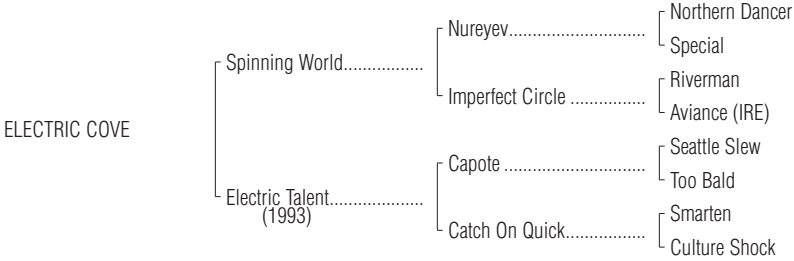 Northern Dancer
Nureyev..............................
Special
Spinning World.................
Riverman
Imperfect Circle ................
Aviance (IRE)
ELECTRIC COVE
Seattle Slew
Capote ..............................
Too Bald
Electric Talent....................
(1993)
Smarten
Catch On Quick.................
Culture Shock